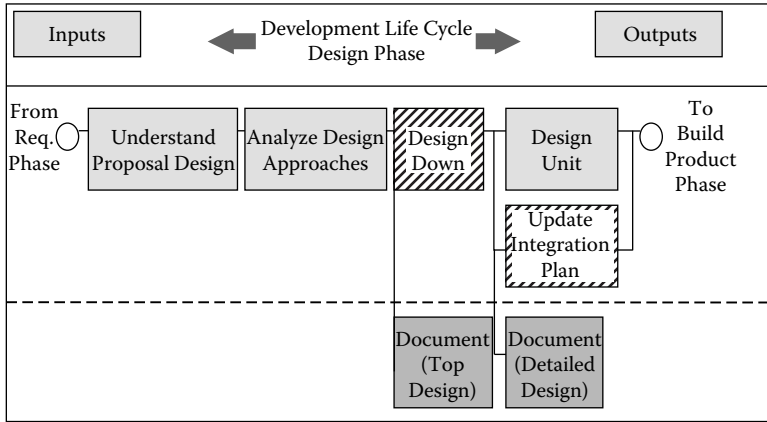 Inputs
Development Life Cycle
Design Phase
Outputs
From
Req.
Phase
Understand
Proposal Design
Analyze Design
Approaches
Design
Down
Design
Unit
To
Build
Product
Phase
Update
Integration
Plan
Document
(Top
Design)
Document
(Detailed
Design)